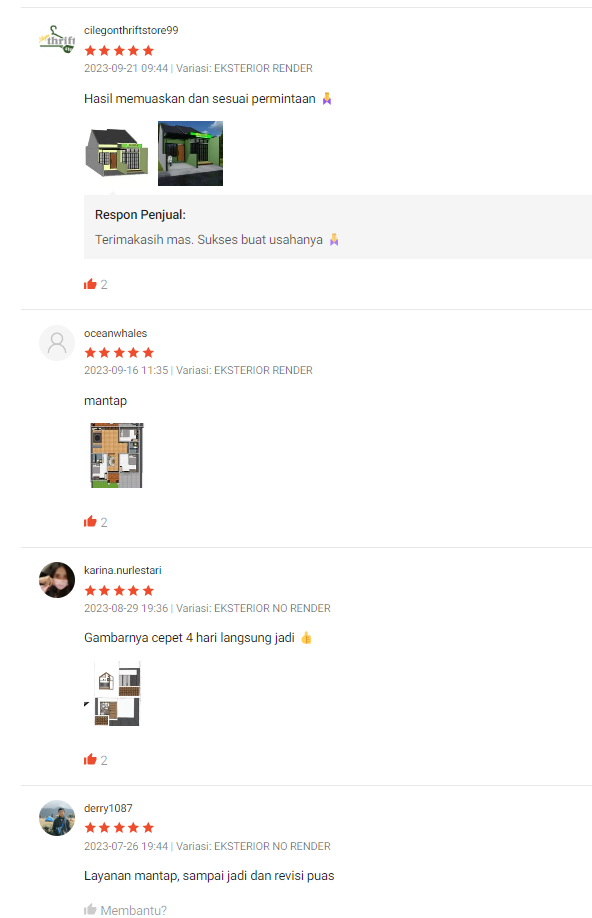 thrift
cilegonthriftstore99
2023-09-21 09:44 | Variasi: EKSTERIOR RENDER
Hasil memuaskan dan sesuai permintaan 🙏
Respon Penjual:
Terimakasih mas. Sukses buat usahanya 🙏
2
oceanwhales
2023-09-16 11:35 | Variasi: EKSTERIOR RENDER
mantap
2
karina.nurlestari
2023-08-29 19:36 | Variasi: EKSTERIOR NO RENDER
Gambarnya cepet 4 hari langsung jadi 👍
2
derry1087
2023-07-26 19:44 | Variasi: EKSTERIOR NO RENDER
Layanan mantap, sampai jadi dan revisi puas
Membantu?